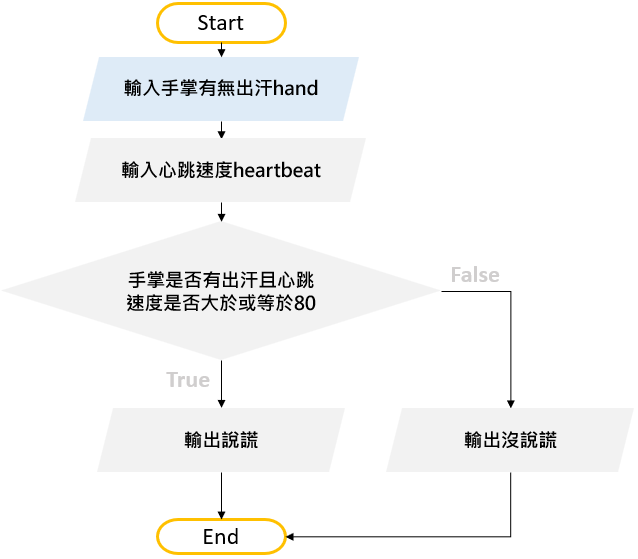 Start
輸入手掌有無出汗hand
輸入心跳速度heartbeat
手掌是否有出汗且心跳
速度是否大於或等於80
False
True
輸出說謊
輸出沒說謊
End